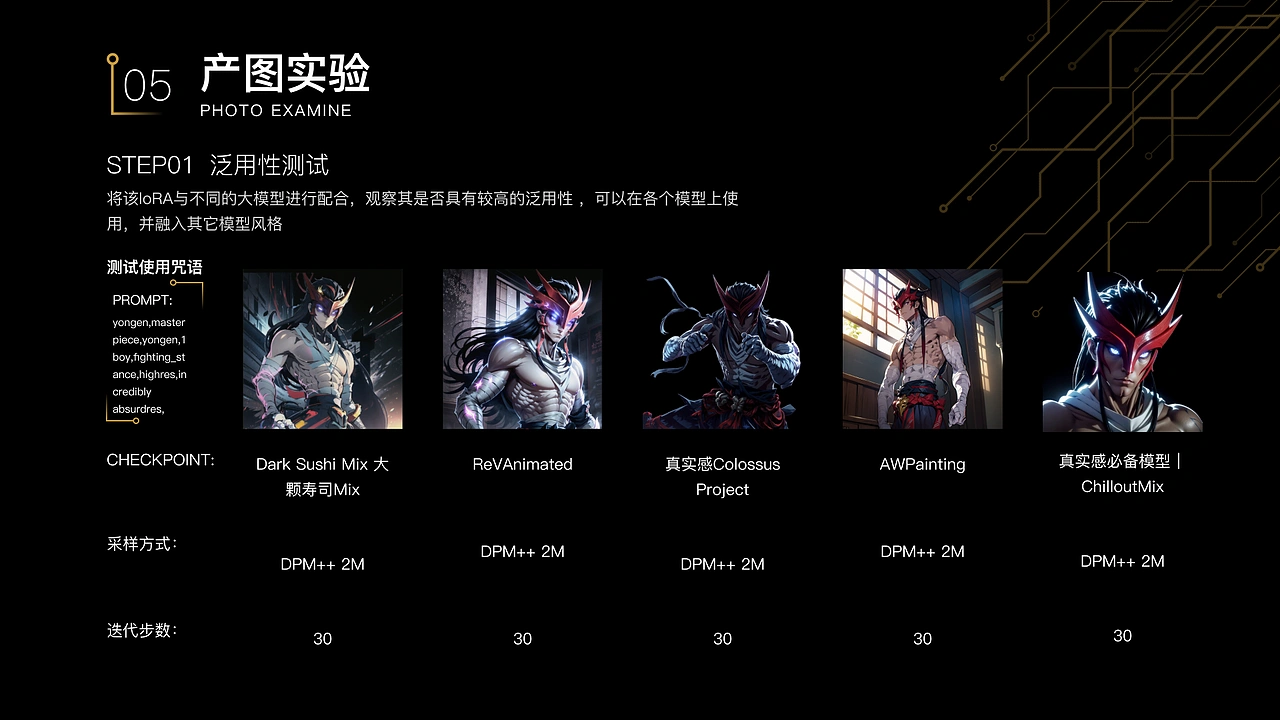 05
产图实验
PHOTO EXAMINE
STEP01 泛用性测试
将该loRA与不同的大模型进行配合，观察其是否具有较高的泛用性 ，可以在各个模型上使
用，并融入其它模型风格
测试使用咒语
PROMPT:
yongen,master
piece,yongen,1
boy,fighting_st
ance,highres,in
credibly
absurdres,
CHECKPOINT:
Dark Sushi Mix 大
颗寿司Mix
ReVAnimated
真实感Colossus
Project
AWPainting
真实感必备模型｜
ChilloutMix
采样方式：
DPM++ 2M
DPM++ 2M
DPM++ 2M
DPM++ 2M
DPM++ 2M
迭代步数：
30
30
30
30
30